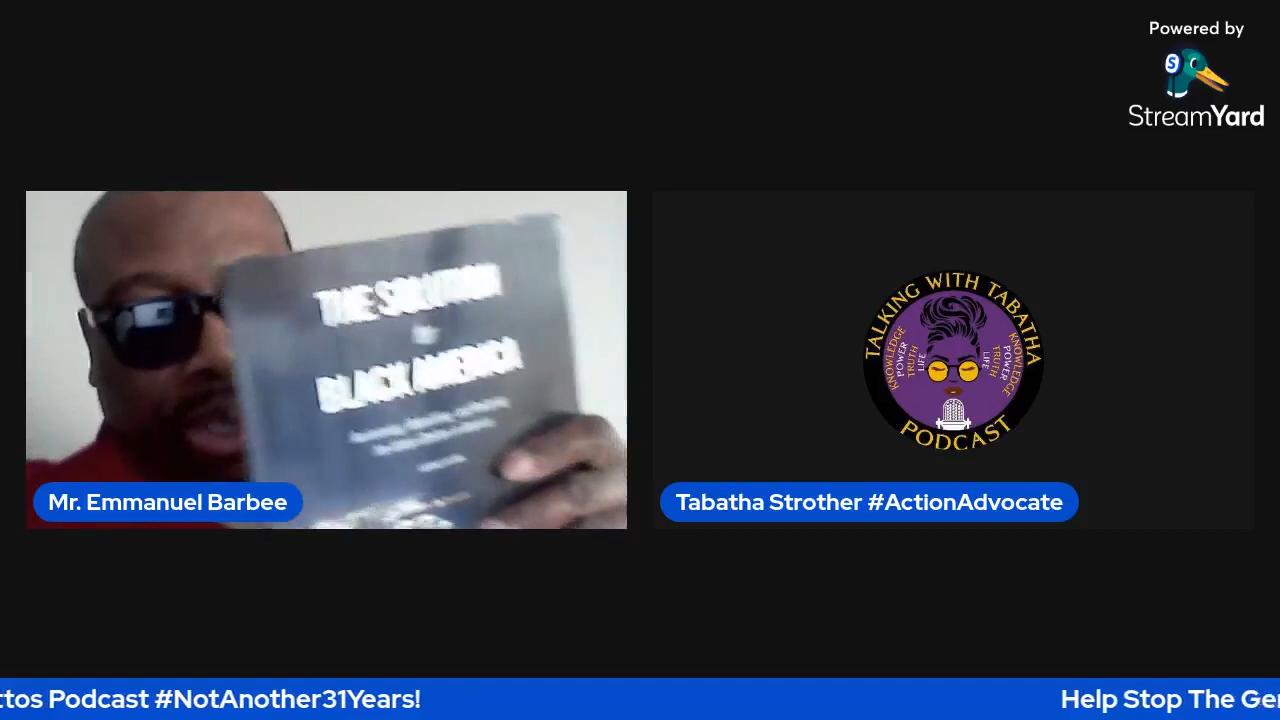 Powered by
S
StreamYard
THE SOLUTION
for
BLACK AMERICA
Mr. Emmanuel Barbee
TALKING WITH TABATHA
KNOWLEDGE
POWER
TRUTH
LIFE
LIFE
TRUTH
POWER
KNOWLEDGE
PODCAST
Tabatha Strother #ActionAdvocate
ttos Podcast #NotAnother31Years!
Help Stop The Ge